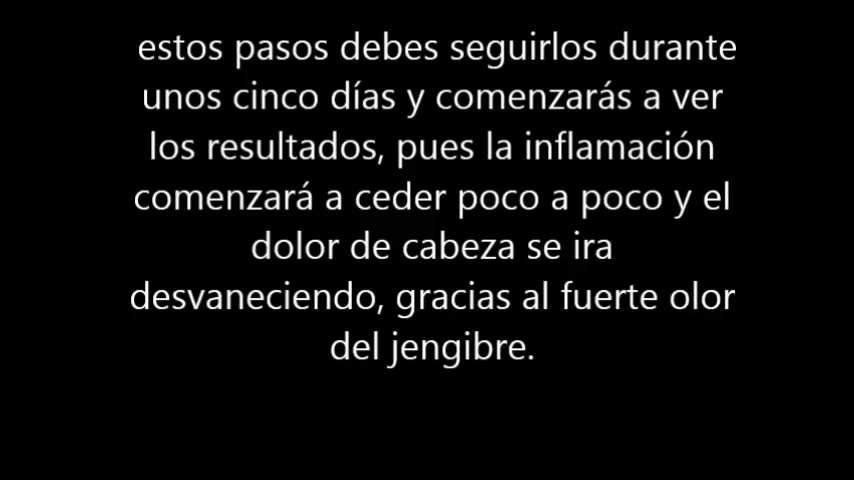 estos pasos debes seguirlos durante
unos cinco días y comenzarás a ver
los resultados, pues la inflamación
comenzará a ceder poco a poco y el
dolor de cabeza se ira
desvaneciendo, gracias al fuerte olor
del jengibre.